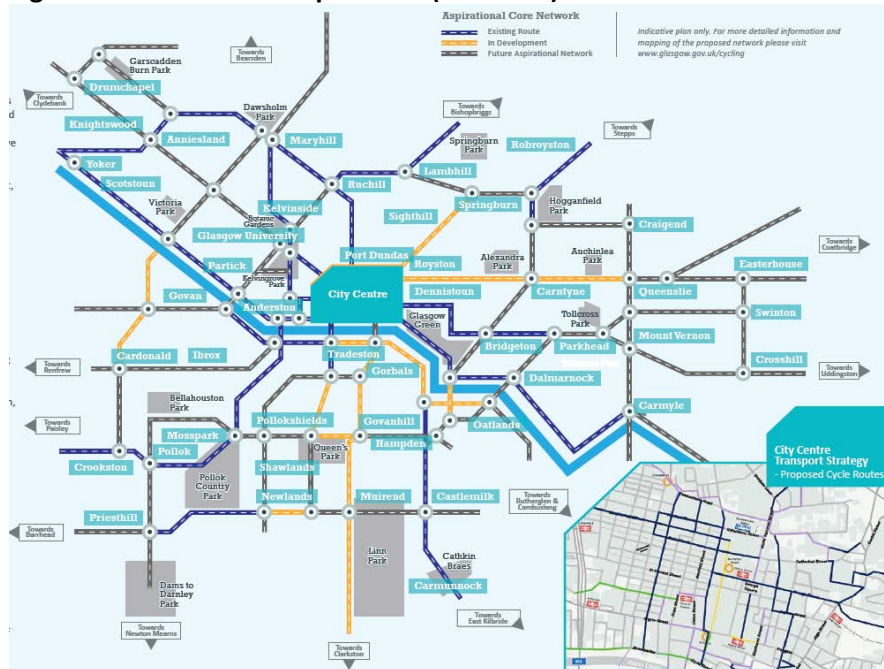 Aspirational Core Network
Existing Route
In Development
Future Aspirational Network
Indicative plan only. For more detailed information and
mapping of the proposed network please visit
www.glasgow.gov.uk/cycling
Towards
Bearsden
Garscadden
Burn Park
Towards
Clydebank
Drumchapel
Knightswood
Anniesland
Dawsholm
Park
Maryhill
Towards
Bishopbriggs
Springburn
Park
Robroyston
Towards
Stepps
Yoker
Scotstoun
Victoria
Park
Kelvinside
Ruchill
Lambhill
Springburn
Sighthill
Hogganfield
Park
Craigend
Botanic
Gardens
Glasgow University
Partick
Kelvingrove
Park
Port Dundas
Royston
Alexandra
Park
Auchinlea
Park
Easterhouse
Towards
Coatbridge
Govan
Anderston
City Centre
Dennistoun
Carntyne
Queenslie
Glasgow
Green
Tollcross
Park
Swinton
Cardonald
Ibrox
Tradeston
Bridgeton
Parkhead
Mount Vernon
Towards
Renfrew
Gorbals
Dalmarnock
Crosshill
Towards
Uddingston
Bellahouston
Park
Pollokshields
Govanhill
Oatlands
Carmyle
Towards
Paisley
Mosspark
Hampden
Crookston
Pollok
Queen's
Park
Shawlands
Pollok
Country
Park
City Centre
Transport Strategy
- Proposed Cycle Routes
Newlands
Muirend
Castlemilk
Towards
Rutherglen &
Cambuslang
Priesthill
Towards
Barrhead
Linn
Park
Cathkin
Braes
Carmunnock
Dams to
Darnley
Park
Towards
Newton Mearns
Towards
Clarkston
Towards
East Kilbride
George
Square